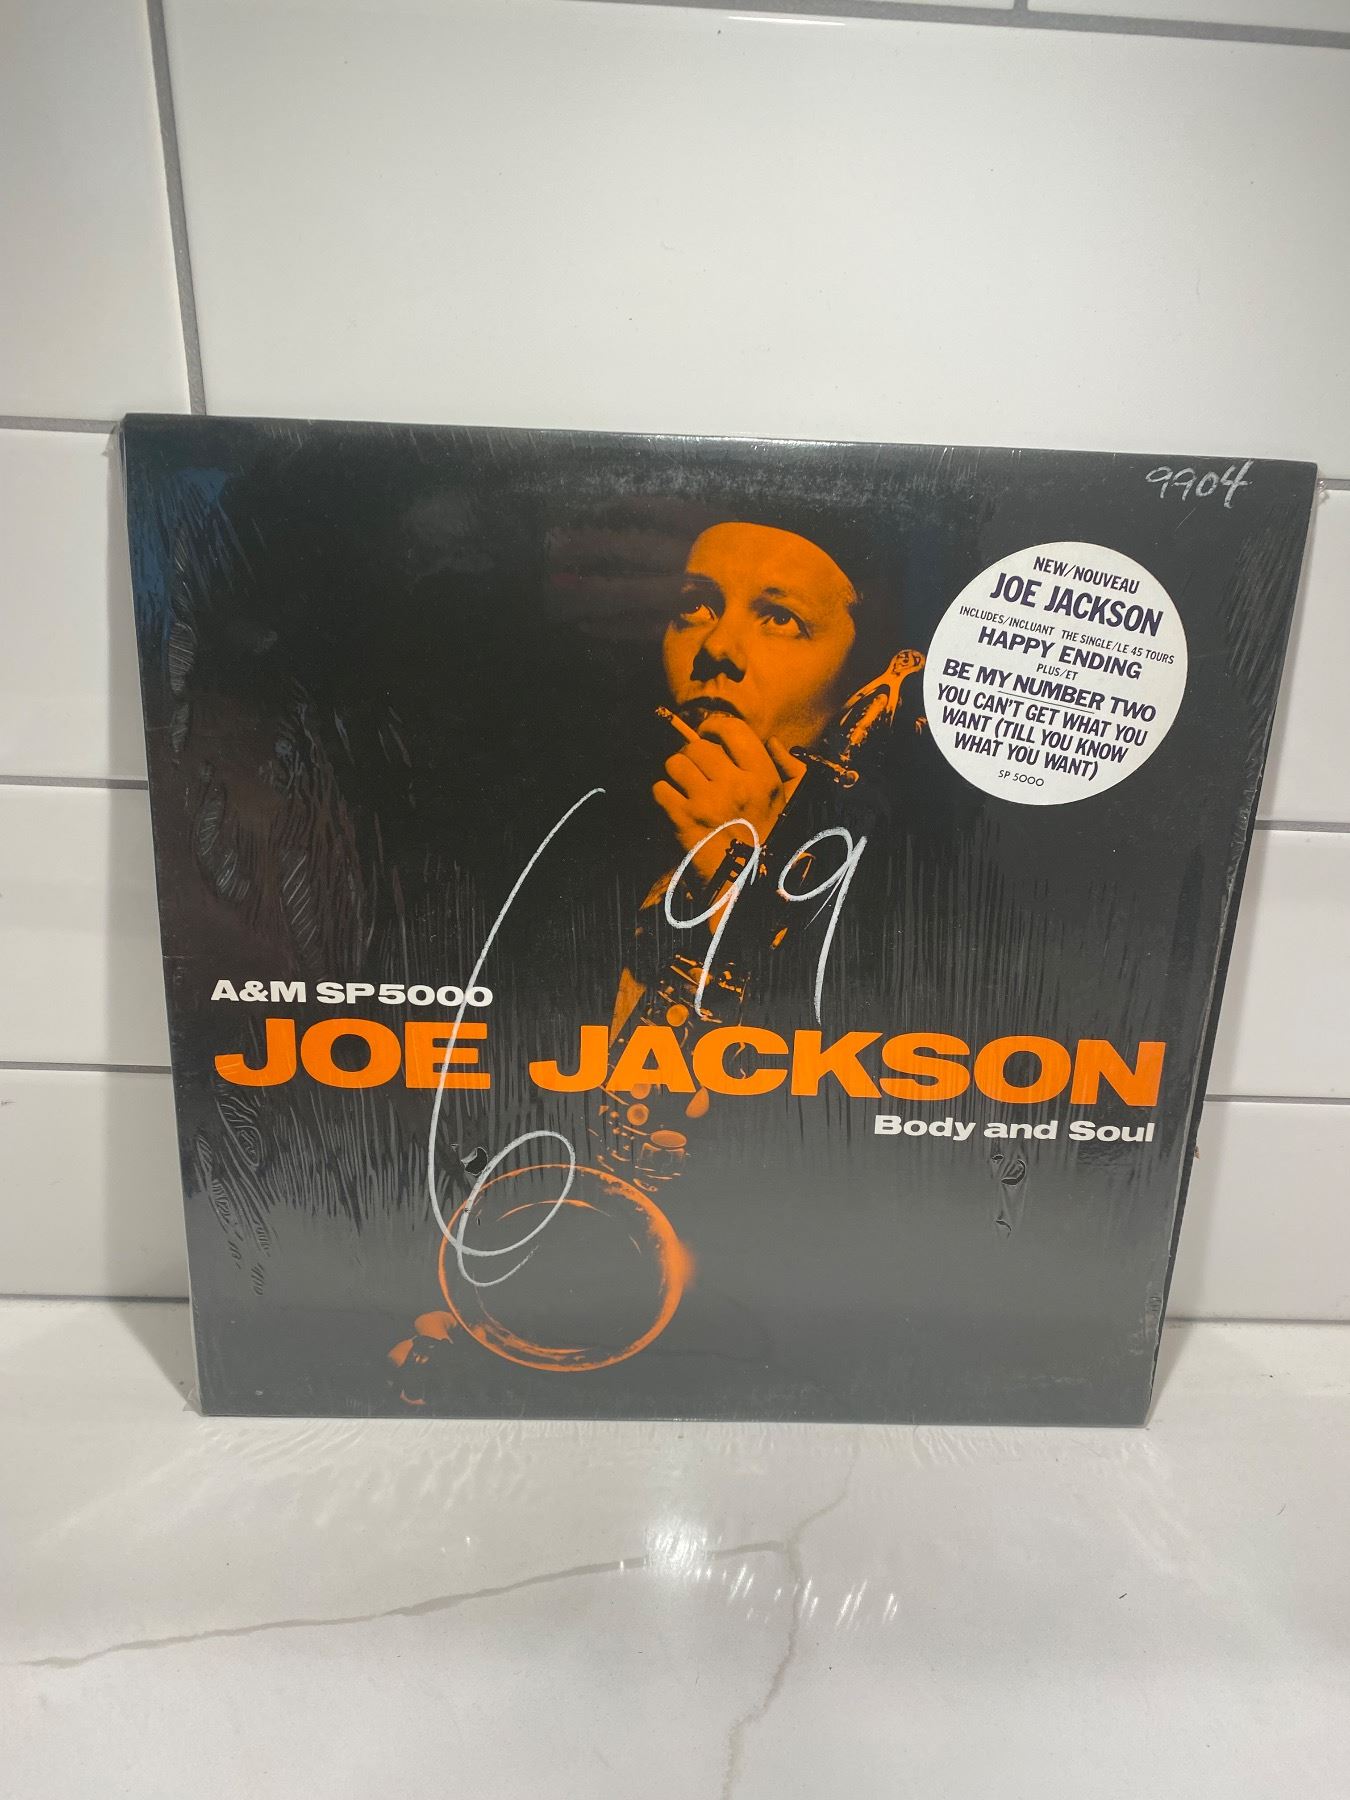 9904
NEW/NOUVEAU
JOE JACKSON
INCLUDES/INCLUANT THE SINGLE/LE 45 TOURS
HAPPY ENDING
PLUS/ET
BE MY NUMBER TWO
YOU CAN'T GET WHAT YOU
WANT (TILL YOU KNOW
WHAT YOU WANT)
SP 5000
699
A&M SP5000
JOE JACKSON
Body and Soul